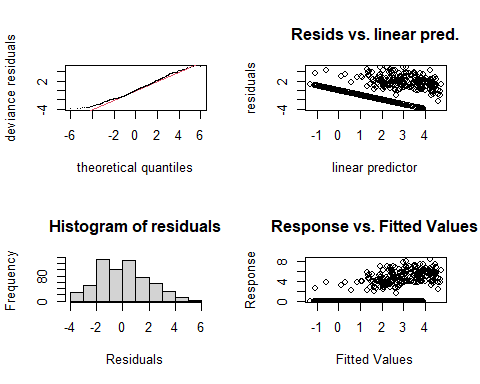 deviance residuals
2
-4
-6 -2 0 2 4 6
theoretical quantiles
Resids vs. linear pred.
residuals
2
-4
-1 0 1 2 3 4
linear predictor
Histogram of residuals
Frequency
80
0
-4 -2 0 2 4 6
Residuals
Response vs. Fitted Values
Response
8
4
0
-1 0 1 2 3 4
Fitted Values